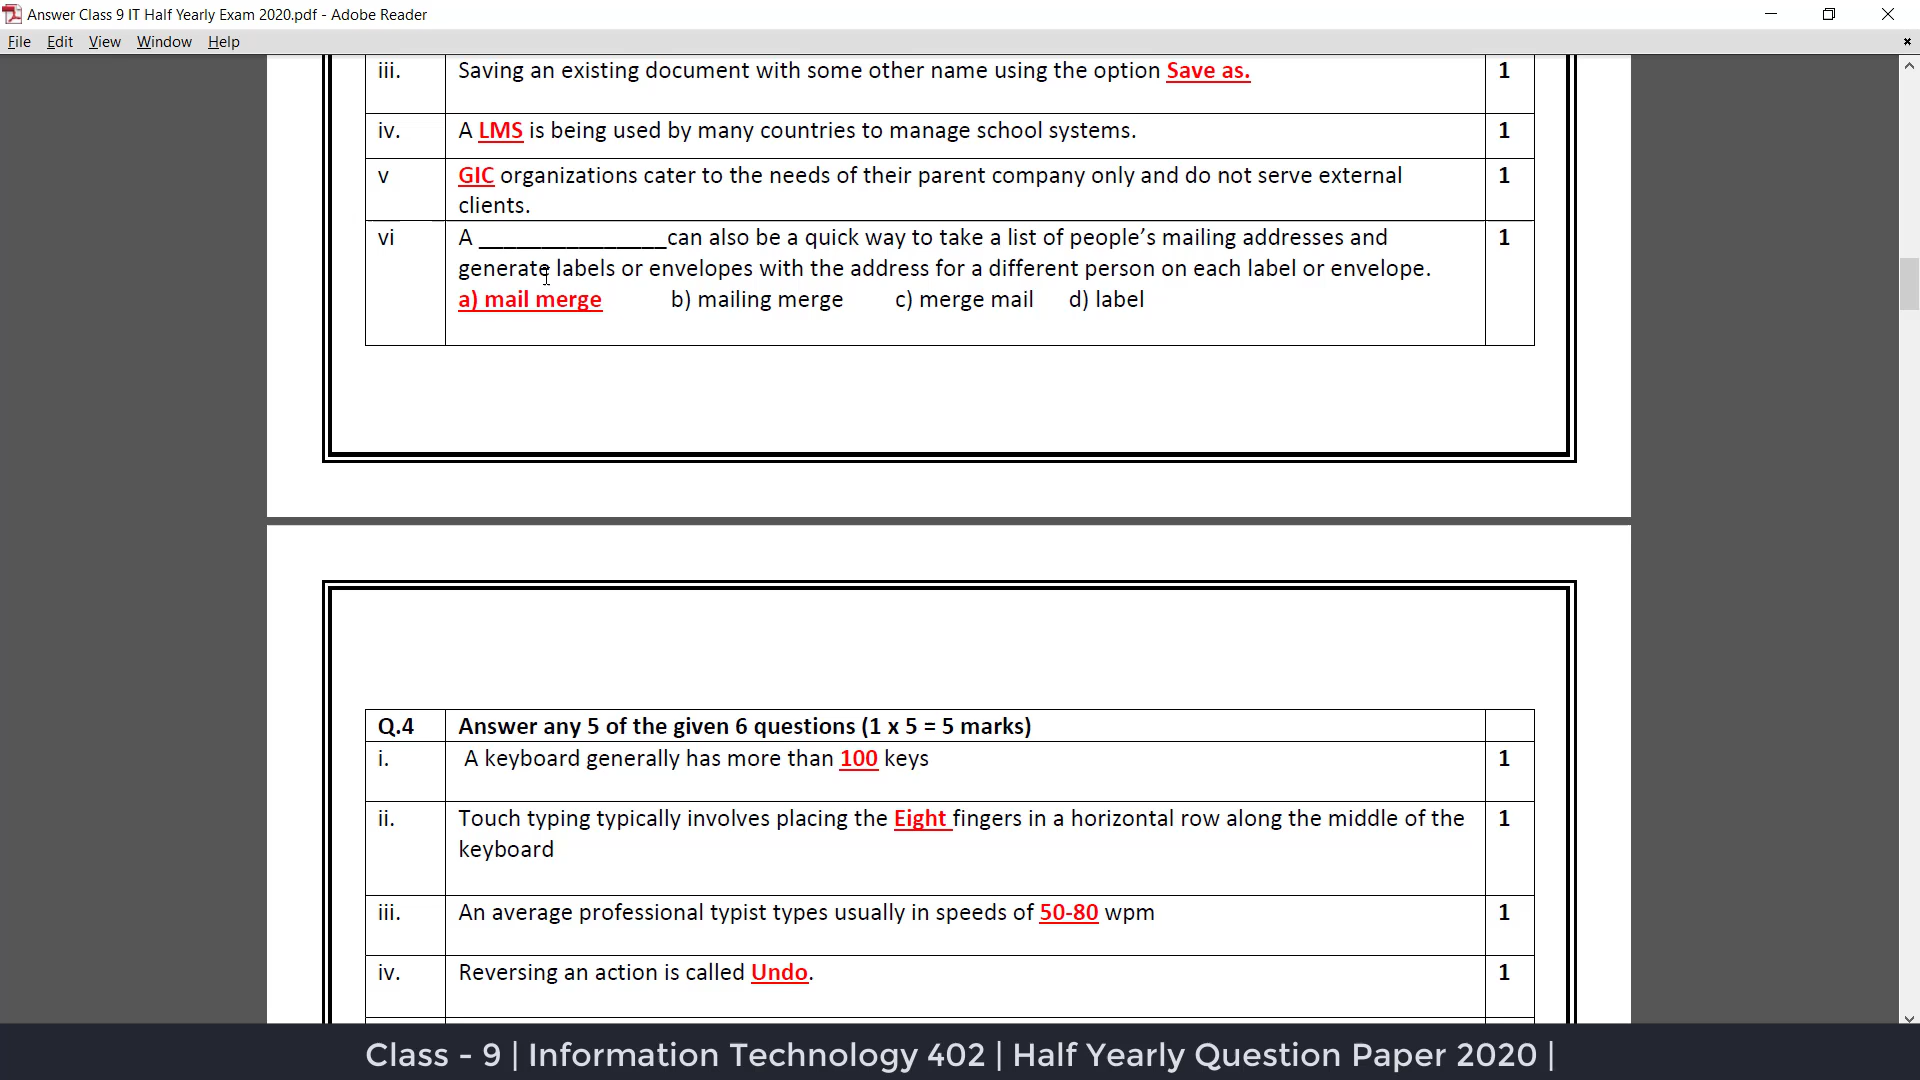 Answer Class 9 IT Half Yearly Exam 2020.pdf - Adobe Reader
File Edit View Window Help
iii. Saving an existing document with some other name using the option Save as. 1
iv. A LMS is being used by many countries to manage school systems. 1
v GIC organizations cater to the needs of their parent company only and do not serve external 1
clients.
vi A _______________can also be a quick way to take a list of people’s mailing addresses and 1
generate labels or envelopes with the address for a different person on each label or envelope.
a) mail merge b) mailing merge c) merge mail d) label
Q.4 Answer any 5 of the given 6 questions (1 x 5 = 5 marks)
i. A keyboard generally has more than 100 keys 1
ii. Touch typing typically involves placing the Eight fingers in a horizontal row along the middle of the 1
keyboard
iii. An average professional typist types usually in speeds of 50-80 wpm 1
iv. Reversing an action is called Undo. 1
Class - 9 | Information Technology 402 | Half Yearly Question Paper 2020 |